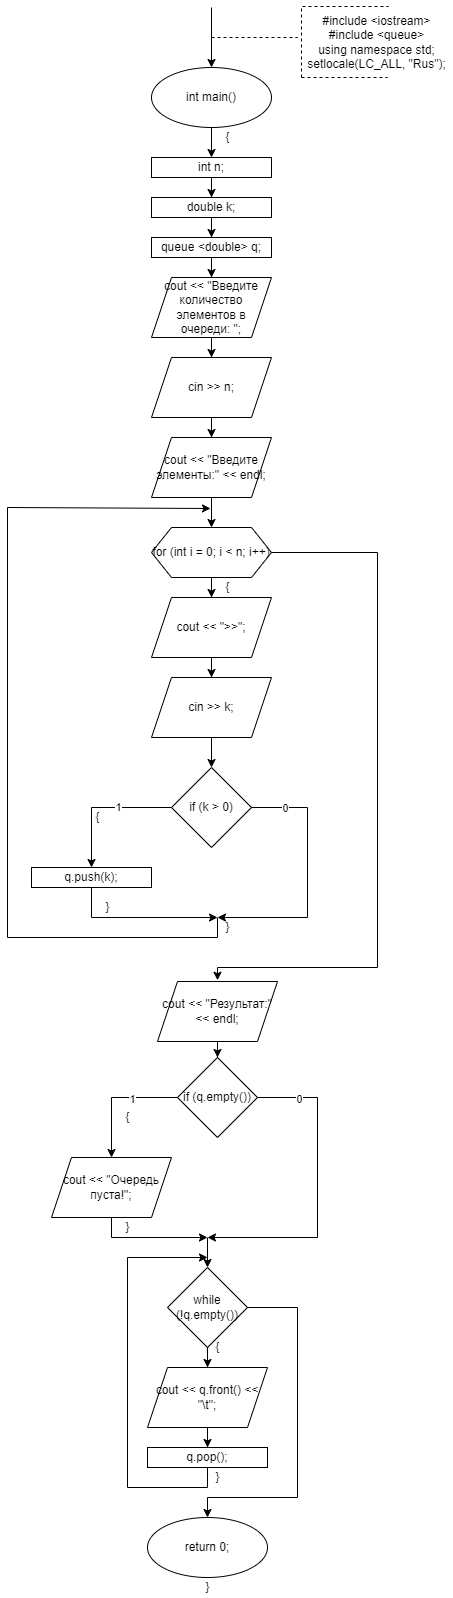 #include <iostream>
#include <queue>
using namespace std;
setlocale(LC_ALL, "Rus");
int main()
{
int n;
double k;
queue <double> q;
cout << "Введите
количество
элементов в
очереди: ";
cin >> n;
cout << "Введите
элементы:" << endl;
for (int i = 0; i < n; i++)
{
cout << ">>";
cin >> k;
if (k > 0)
1
0
{
q.push(k);
}
}
cout << "Результат:"
<< endl;
if (q.empty())
1
0
{
cout << "Очередь
пуста!";
}
while
(!q.empty())
{
cout << q.front() <<
"\t";
q.pop();
}
return 0;
}